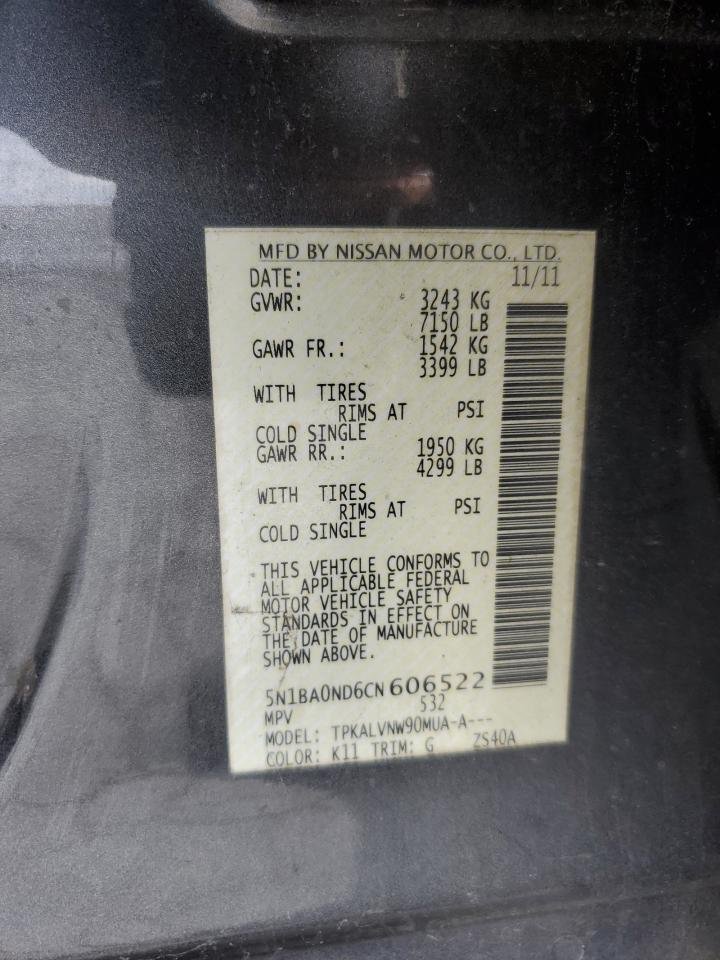 MFD BY NISSAN MOTOR CO., LTD.
DATE: 11/11
GVWR: 3243 KG
7150 LB
GAWR FR.: 1542 KG
3399 LB
WITH TIRES
RIMS AT PSI
COLD SINGLE
GAWR RR.: 1950 KG
4299 LB
WITH TIRES
RIMS AT PSI
COLD SINGLE
THIS VEHICLE CONFORMS TO
ALL APPLICABLE FEDERAL
MOTOR VEHICLE SAFETY
STANDARDS IN EFFECT ON
THE DATE OF MANUFACTURE
SHOWN ABOVE.
5N1BA0ND6CN606522
MPV 532
MODEL: TPKALVNW90MUA-A---
COLOR: K11 TRIM: G ZS40A